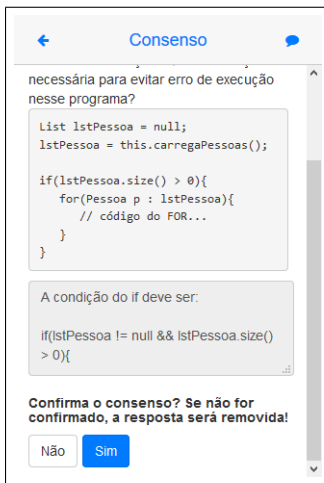 Consenso
necessária para evitar erro de execução
nesse programa?
List lstPessoa = null;
lstPessoa = this.carregaPessoas();
if(lstPessoa.size() > 0){
for(Pessoa p : lstPessoa){
// código do FOR...
}
}
A condição do if deve ser:
if(lstPessoa != null && lstPessoa.size()
> 0){
Confirma o consenso? Se não for
confirmado, a resposta será removida!
Não
Sim